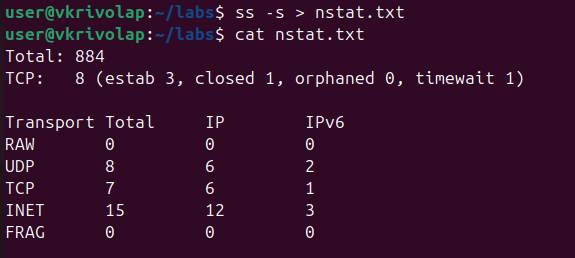 user@vkrivolap:~/labs$ ss -s > nstat.txt
user@vkrivolap:~/labs$ cat nstat.txt
Total: 884
TCP:   8 (estab 3, closed 1, orphaned 0, timewait 1)

Transport Total     IP        IPv6
RAW       0         0         0
UDP       8         6         2
TCP       7         6         1
INET      15        12        3
FRAG      0         0         0